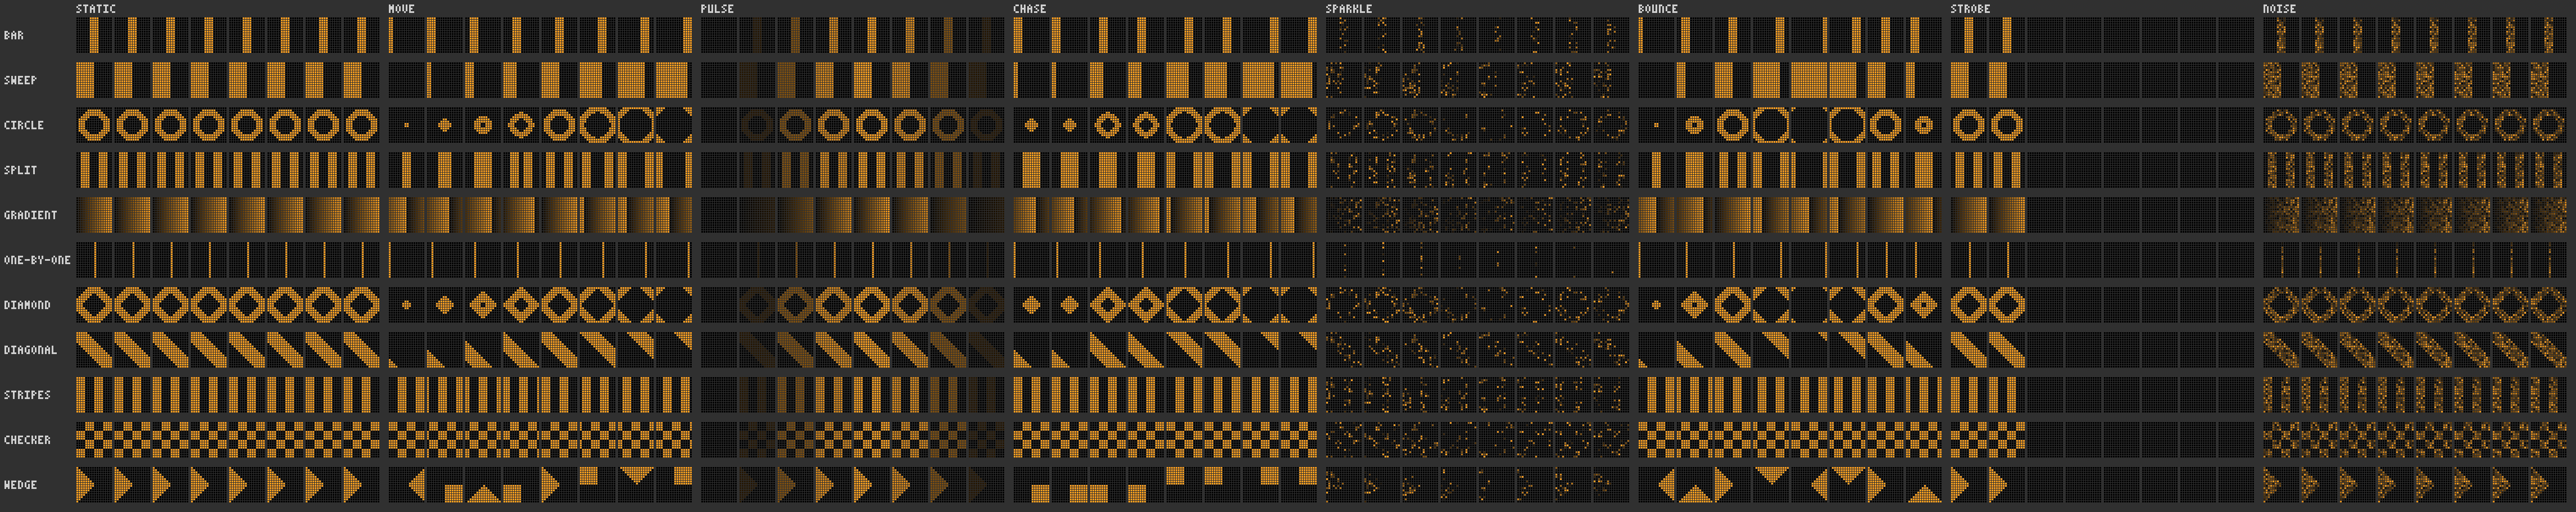 STATIC MOVE PULSE CHASE SPARKLE BOUNCE STROBE NOISE
BAR
SWEEP
CIRCLE
SPLIT
GRADIENT
ONE-BY-ONE
DIAMOND
DIAGONAL
STRIPES
CHECKER
WEDGE